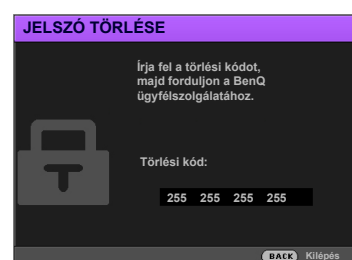 JELSZÓ TÖRLÉSE
Írja fel a törlési kódot,
majd forduljon a BenQ
ügyfélszolgálatához.
Törlési kód:
255 255 255 255
BACK Kilépés